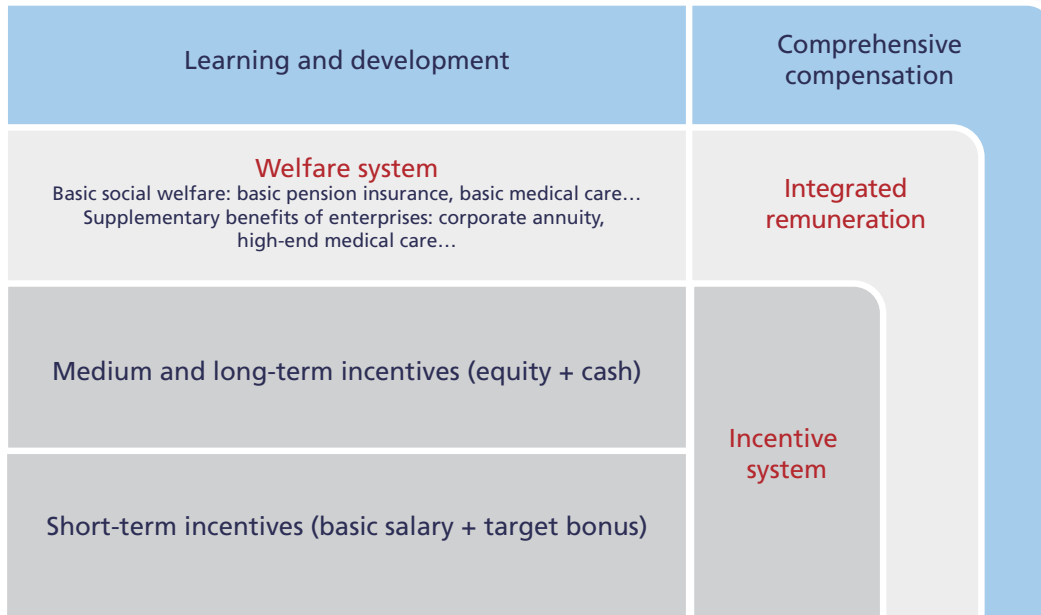 Learning and development
Comprehensive
compensation
Welfare system
Basic social welfare: basic pension insurance, basic medical care…
Supplementary benefits of enterprises: corporate annuity,
high-end medical care…
Integrated
remuneration
Medium and long-term incentives (equity + cash)
Incentive
system
Short-term incentives (basic salary + target bonus)